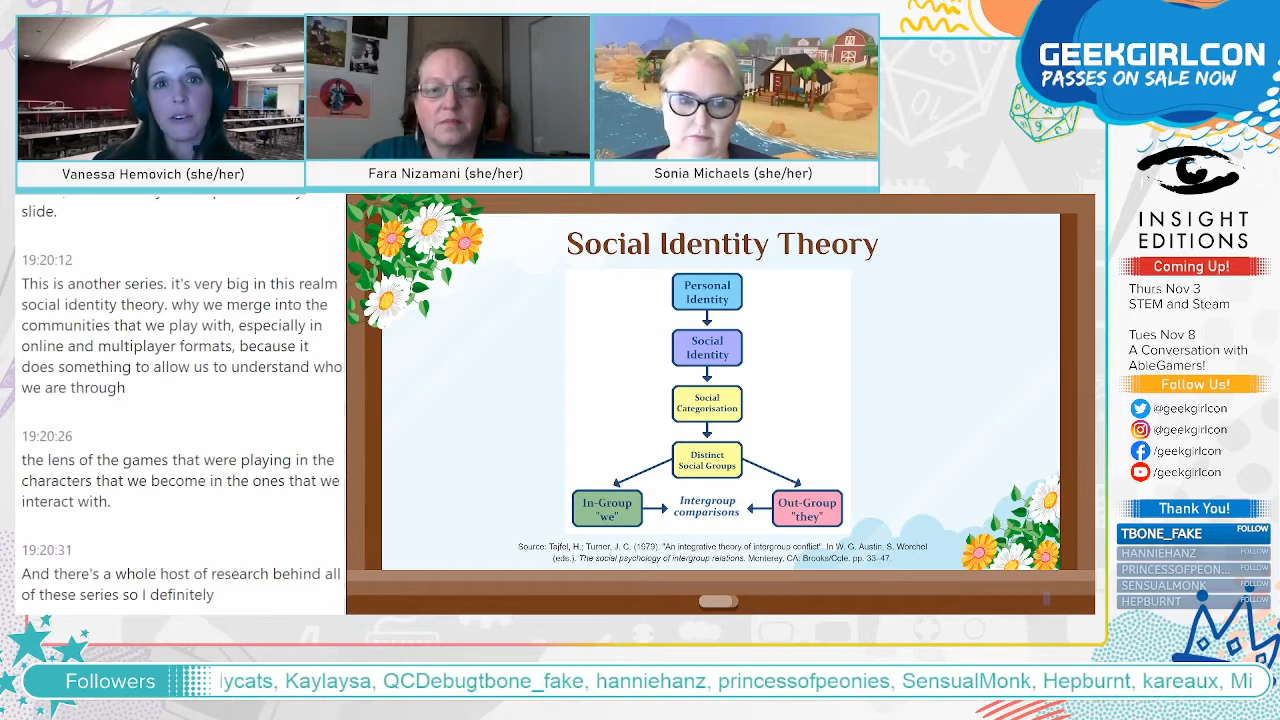 Vanessa Hemovich (she/her)
Fara Nizamani (she/her)
Sonia Michaels (she/her)
slide.
19:20:12
This is another series. it's very big in this realm
social identity theory. why we merge into the
communities that we play with, especially in
online and multiplayer formats, because it
does something to allow us to understand who
we are through
19:20:26
the lens of the games that were playing in the
characters that we become in the ones that we
interact with.
19:20:31
And there's a whole host of research behind all
of these series so I definitely
Social Identity Theory
Personal
Identity
Social
Identity
Social
Categorisation
Distinct
Social Groups
In-Group
"we"
Intergroup
comparisons
Out-Group
"they"
Source: Tajfel, H.; Turner, J. C. (1979). "An integrative theory of intergroup conflict". In W. G. Austin; S. Worchel
(eds.). The social psychology of intergroup relations. Monterey, CA: Brooks/Cole. pp. 33–47.
GEEKGIRLCON
PASSES ON SALE NOW
INSIGHT
EDITIONS
Coming Up!
Thurs Nov 3
STEM and Steam
Tues Nov 8
A Conversation with
AbleGamers!
Follow Us!
@geekgirlcon
@geekgirlcon
/geekgirlcon
/geekgirlcon
Thank You!
TBONE_FAKE FOLLOW
HANNIEHANZ FOLLOW
PRINCESSOFPEON... FOLLOW
SENSUALMONK FOLLOW
HEPBURNT FOLLOW
Followers
lycats, Kaylaysa, QCDebugtbone_fake, hanniehanz, princessofpeonies, SensualMonk, Hepburnt, kareaux, Mi